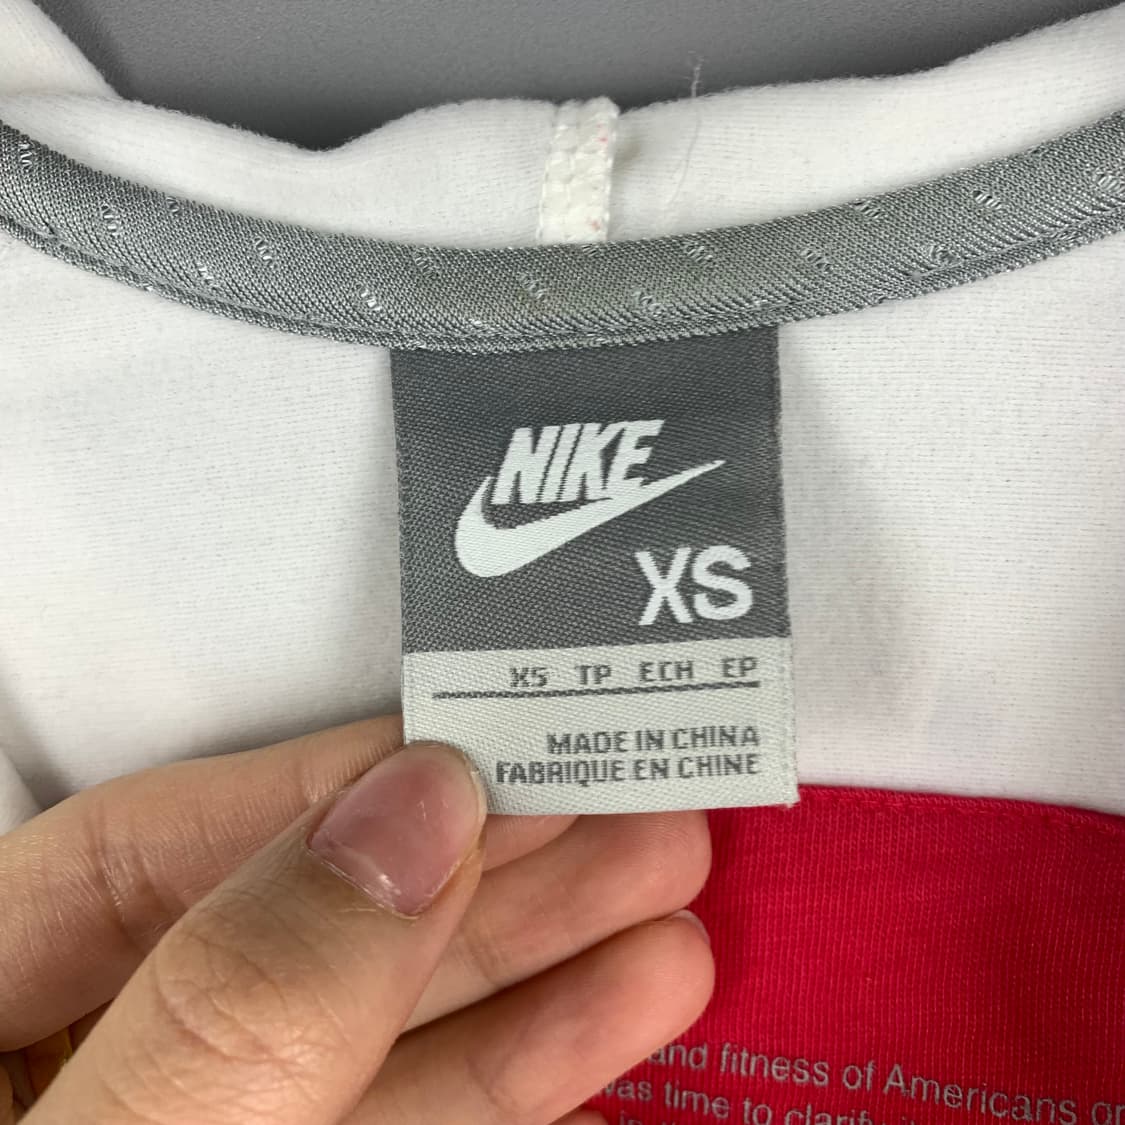 NIKE
XS
XS TP ECH EP
MADE IN CHINA
FABRIQUE EN CHINE
and fitness of Americans
was time to